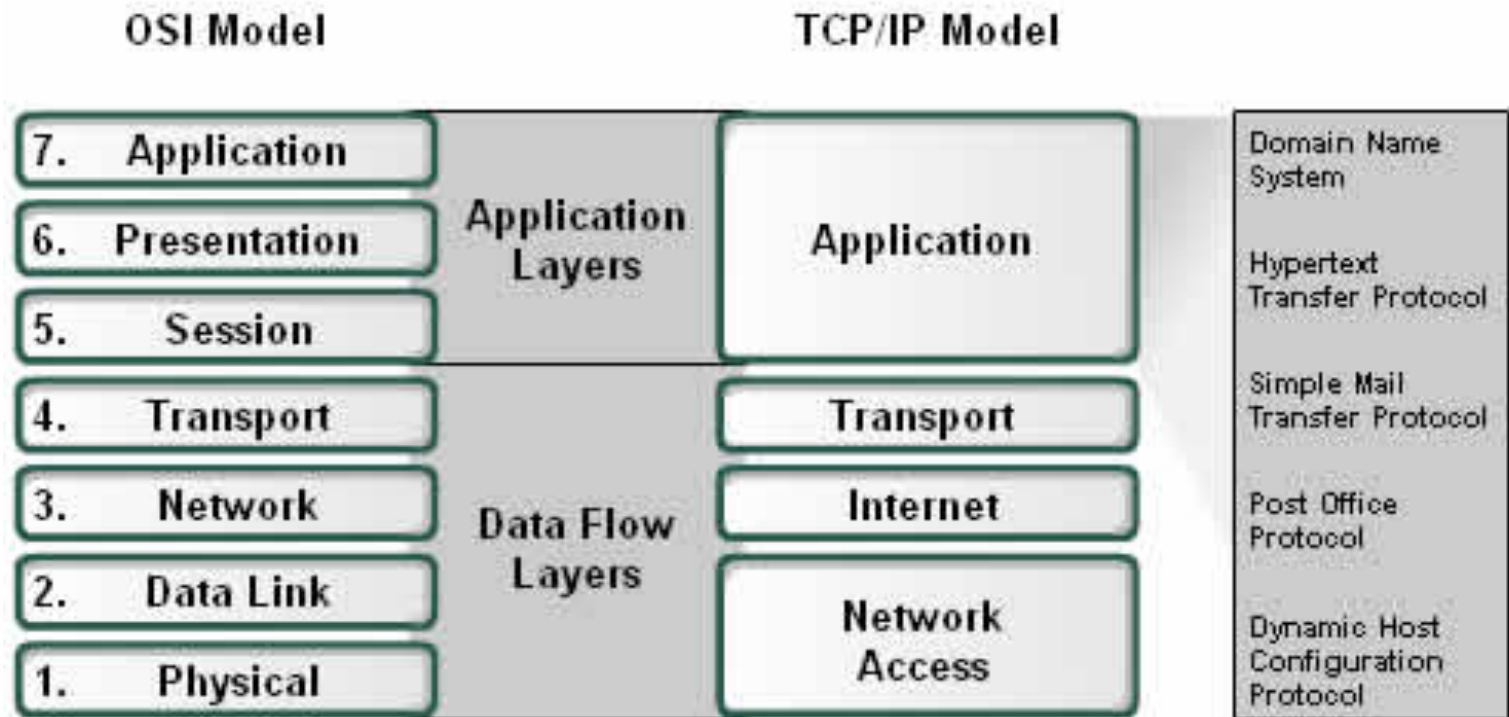 OSI Model
TCP/IP Model
7. Application
6. Presentation
5. Session
4. Transport
3. Network
2. Data Link
1. Physical
Application
Layers
Data Flow
Layers
Application
Transport
Internet
Network
Access
Domain Name
System
Hypertext
Transfer Protocol
Simple Mail
Transfer Protocol
Post Office
Protocol
Dynamic Host
Configuration
Protocol